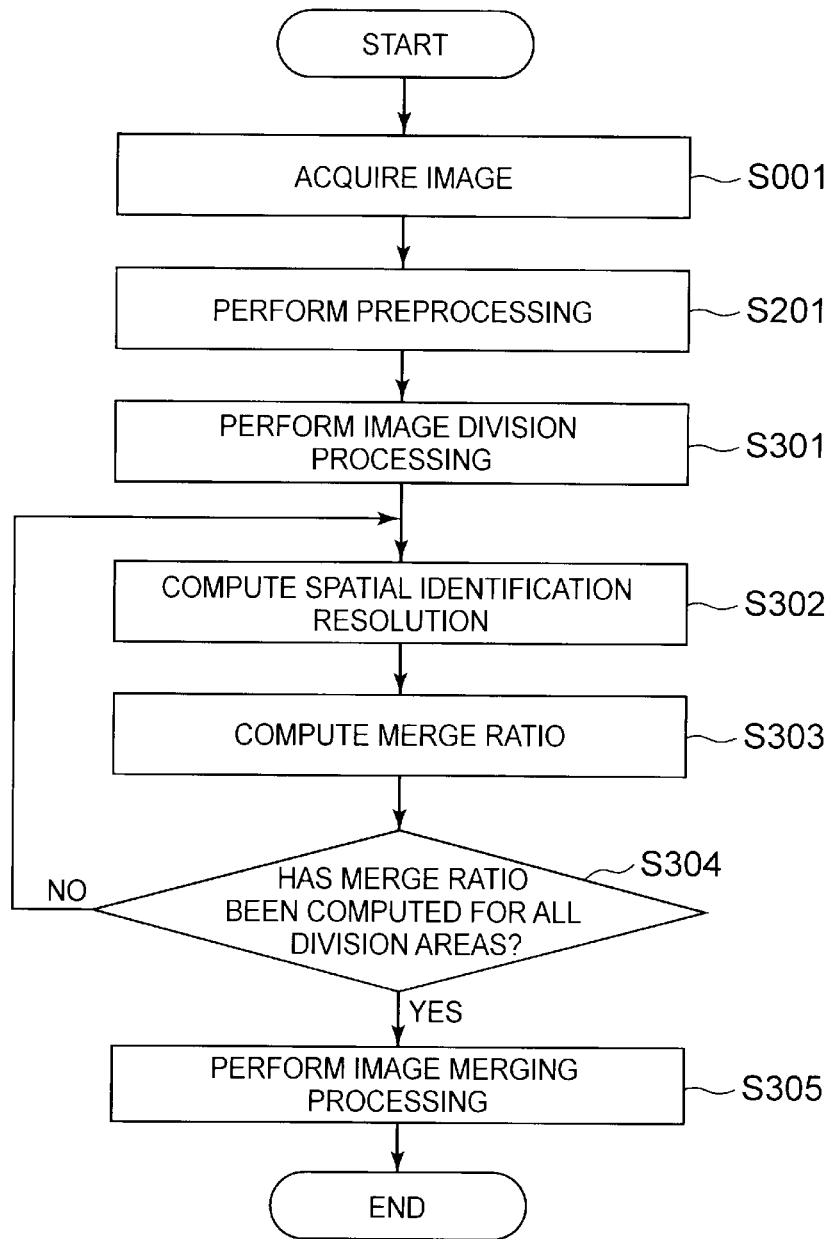 START
ACQUIRE IMAGE
S001
PERFORM PREPROCESSING
S201
PERFORM IMAGE DIVISION
PROCESSING
S301
COMPUTE SPATIAL IDENTIFICATION
RESOLUTION
S302
COMPUTE MERGE RATIO
S303
S304
HAS MERGE RATIO
BEEN COMPUTED FOR ALL
DIVISION AREAS?
NO
YES
PERFORM IMAGE MERGING
PROCESSING
S305
END